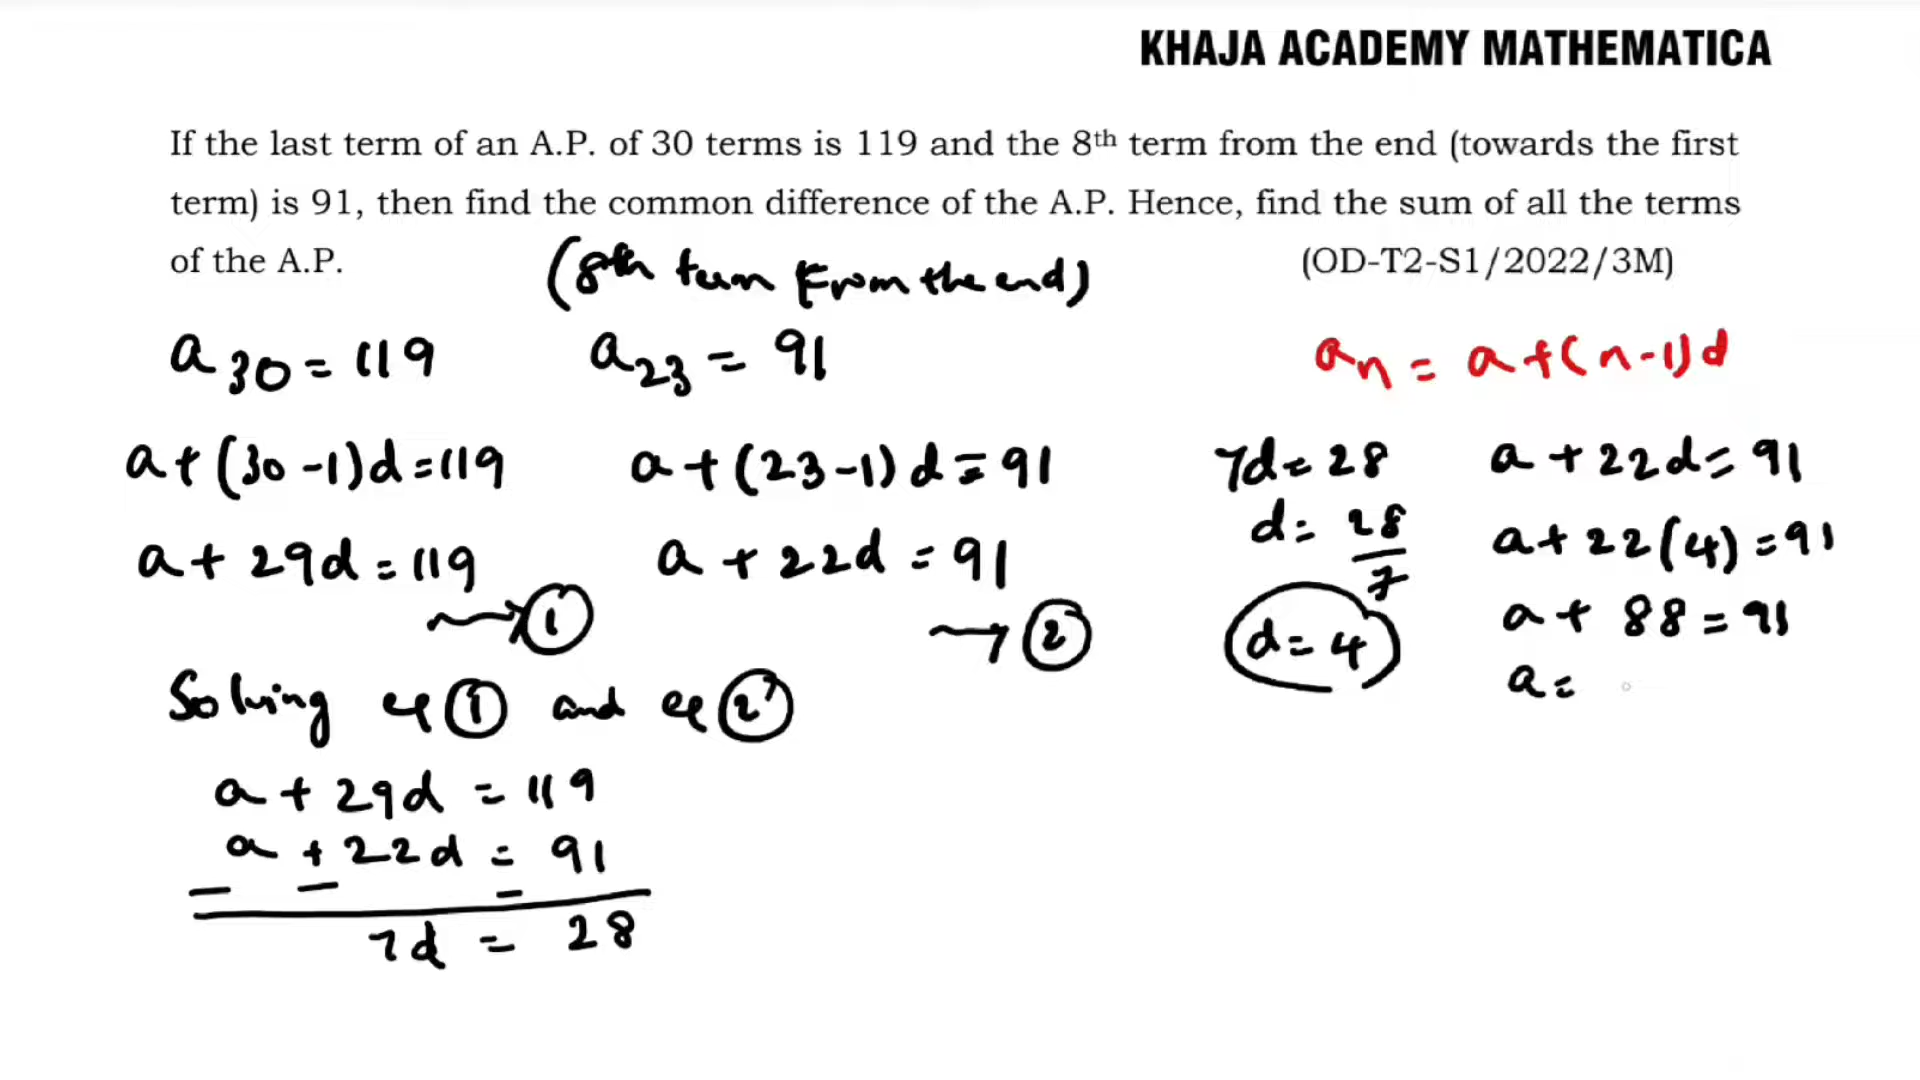 KHAJA ACADEMY MATHEMATICA
If the last term of an A.P. of 30 terms is 119 and the 8th term from the end (towards the first
term) is 91, then find the common difference of the A.P. Hence, find the sum of all the terms
of the A.P.
(OD-T2-S1/2022/3M)
(8th term From the end)
a₃₀ = 119
a₂₃ = 91
aₙ = a+(n-1)d
a+(30-1)d=119
a+(23-1)d=91
a+29d=119
→①
a+22d=91
→②
Solving eq① and eq②
a+29d = 119
a+22d = 91
— — —
7d = 28
7d=28
d=28/7
d=4
a+22d=91
a+22(4)=91
a+88=91
a=